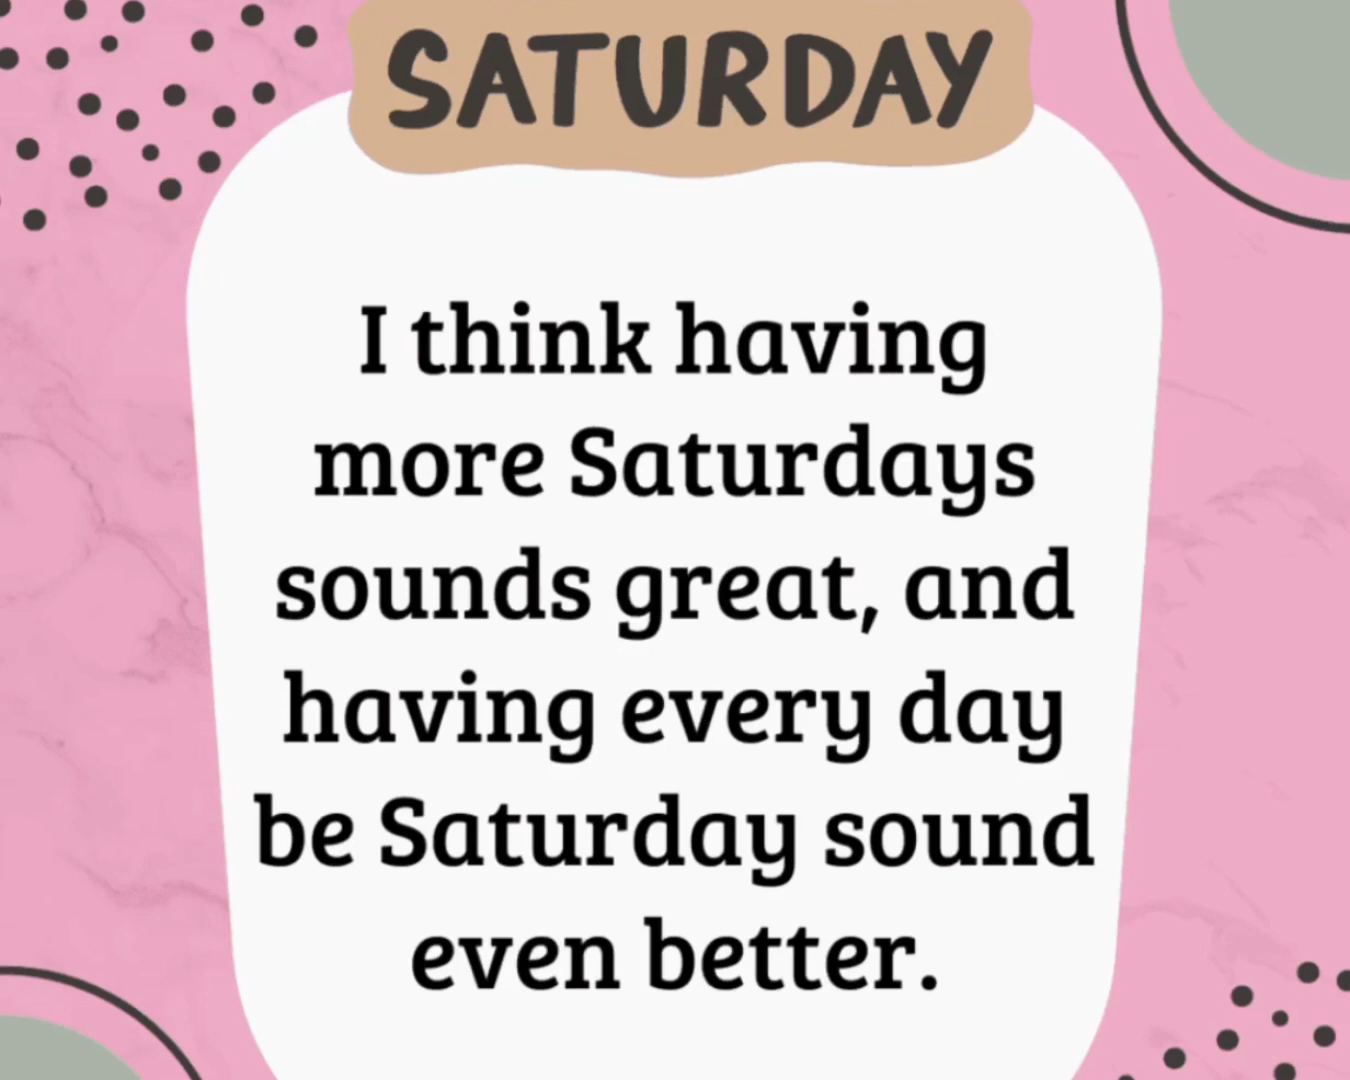 SATURDAY
I think having
more Saturdays
sounds great, and
having every day
be Saturday sound
even better.